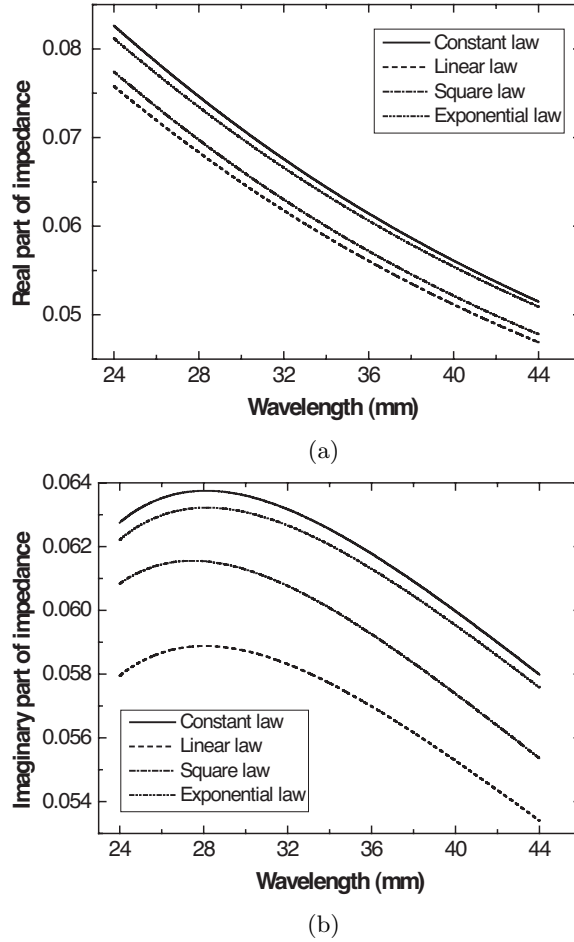 0.08
0.07
0.06
0.05
Real part of impedance
Constant law
Linear law
Square law
Exponential law
24 28 32 36 40 44
Wavelength (mm)
(a)
0.064
0.062
0.060
0.058
0.056
0.054
Imaginary part of impedance
Constant law
Linear law
Square law
Exponential law
24 28 32 36 40 44
Wavelength (mm)
(b)